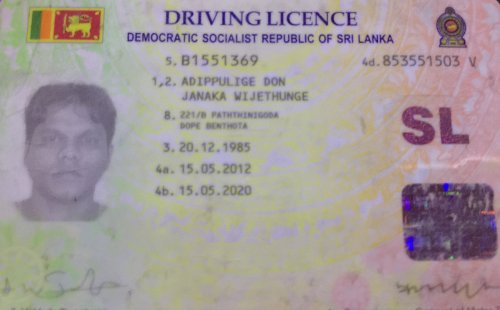 DRIVING LICENCE
DEMOCRATIC SOCIALIST REPUBLIC OF SRI LANKA
5. B1551369 4d. 853551503 V
1,2. ADIPPULIGE DON
JANAKA WIJETHUNGE
8. 221/B PATHTHINIGODA
DOPE BENTHOTA
3. 20.12.1985
4a. 15.05.2012
4b. 15.05.2020
SL